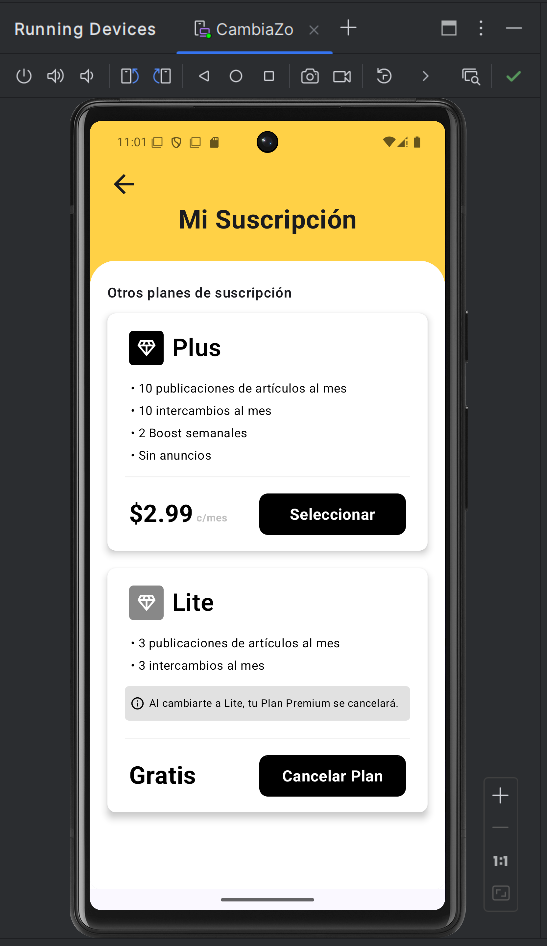 Running Devices
CambiaZo
11:01
Mi Suscripción
Otros planes de suscripción
Plus
• 10 publicaciones de artículos al mes
• 10 intercambios al mes
• 2 Boost semanales
• Sin anuncios
$2.99 c/mes
Seleccionar
Lite
• 3 publicaciones de artículos al mes
• 3 intercambios al mes
Al cambiarte a Lite, tu Plan Premium se cancelará.
Gratis
Cancelar Plan
1:1